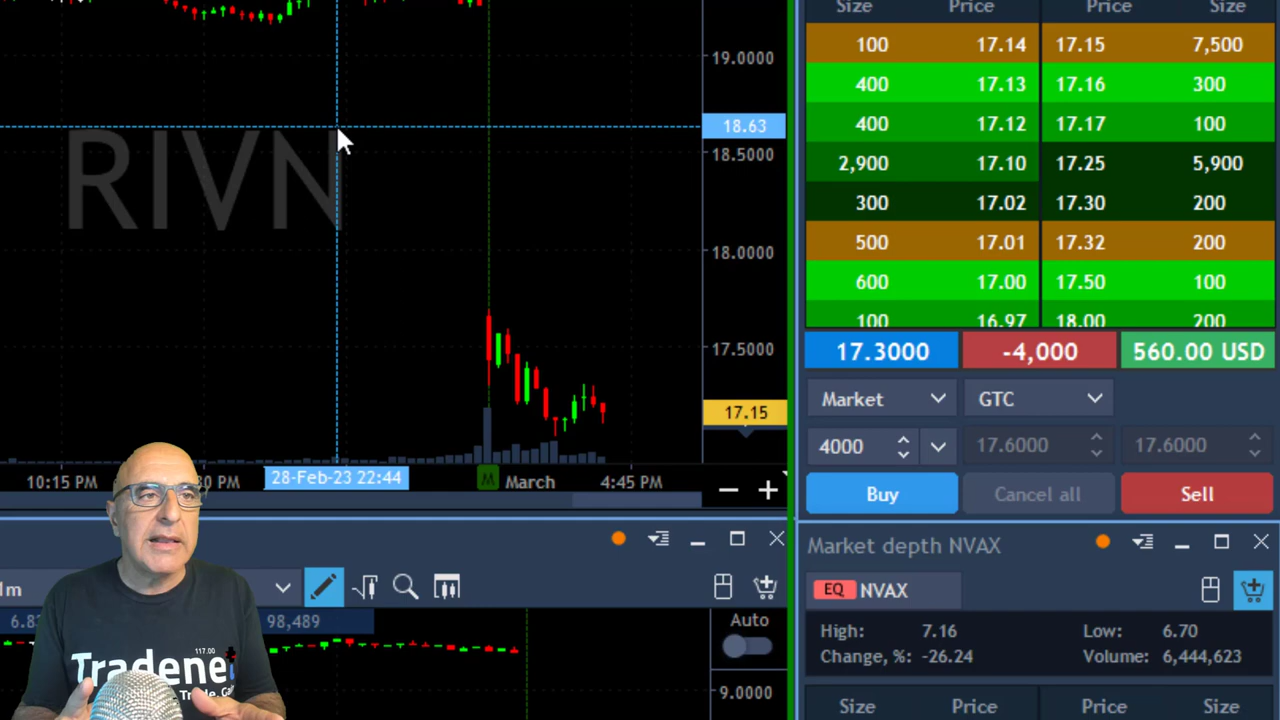 Size Price Price Size
100 17.14 17.15 7,500
400 17.13 17.16 300
400 17.12 17.17 100
2,900 17.10 17.25 5,900
300 17.02 17.30 200
500 17.01 17.32 200
600 17.00 17.50 100
100 16.97 18.00 200
17.3000 -4,000 560.00 USD
Market GTC
4000 17.6000 17.6000
Buy Cancel all Sell
RIVN
19.0000
18.63
18.5000
18.0000
17.5000
17.15
10:15 PM 30 PM 28-Feb-23 22:44 M March 4:45 PM
1m
98,489
Auto
9.0000
Market depth NVAX
EQ NVAX
High: 7.16 Low: 6.70
Change, %: -26.24 Volume: 6,444,623
Size Price Price Size
117.00